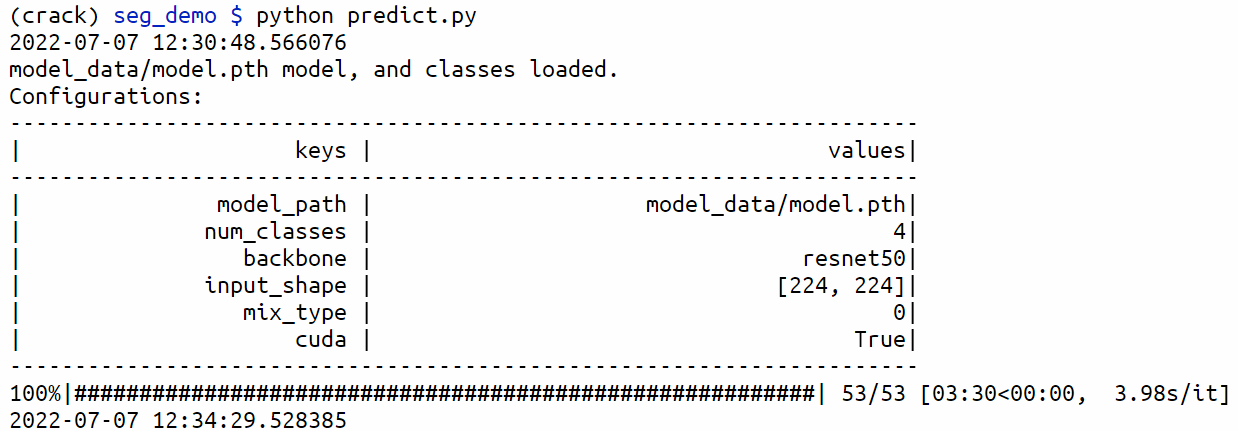 (crack) seg_demo $ python predict.py
2022-07-07 12:30:48.566076
model_data/model.pth model, and classes loaded.
Configurations:
----------------------------------------------------------------------
|                     keys |                                   values|
----------------------------------------------------------------------
|               model_path |                     model_data/model.pth|
|              num_classes |                                        4|
|                 backbone |                                 resnet50|
|              input_shape |                               [224, 224]|
|                 mix_type |                                        0|
|                     cuda |                                     True|
----------------------------------------------------------------------
100%|#########################################################| 53/53 [03:30<00:00,  3.98s/it]
2022-07-07 12:34:29.528385